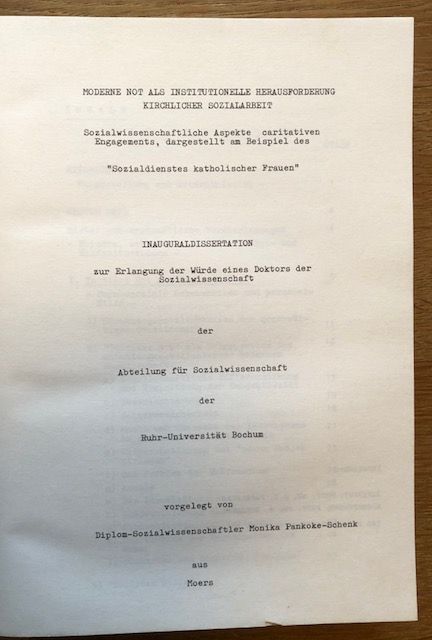 MODERNE NOT ALS INSTITUTIONELLE HERAUSFORDERUNG
KIRCHLICHER SOZIALARBEIT
Sozialwissenschaftliche Aspekte caritativen
Engagements, dargestellt am Beispiel des
"Sozialdienstes katholischer Frauen"
INAUGURALDISSERTATION
zur Erlangung der Würde eines Doktors der
Sozialwissenschaft
der
Abteilung für Sozialwissenschaft
der
Ruhr-Universität Bochum
vorgelegt von
Diplom-Sozialwissenschaftler Monika Pankoke-Schenk
aus
Moers